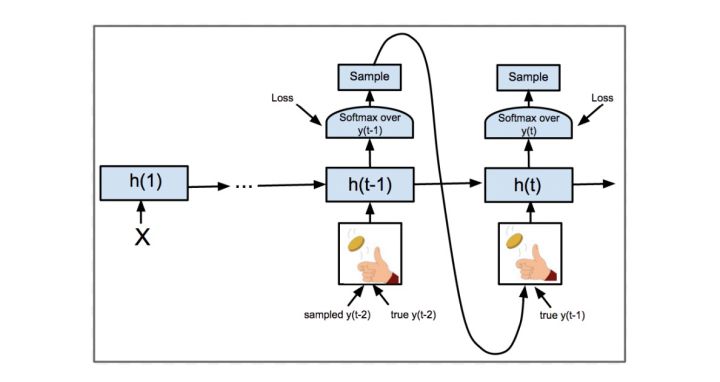 Sample
Sample
Loss
Softmax over
y(t-1)
Softmax over
y(t)
Loss
h(1)
...
h(t-1)
h(t)
X
sampled y(t-2)
true y(t-2)
true y(t-1)